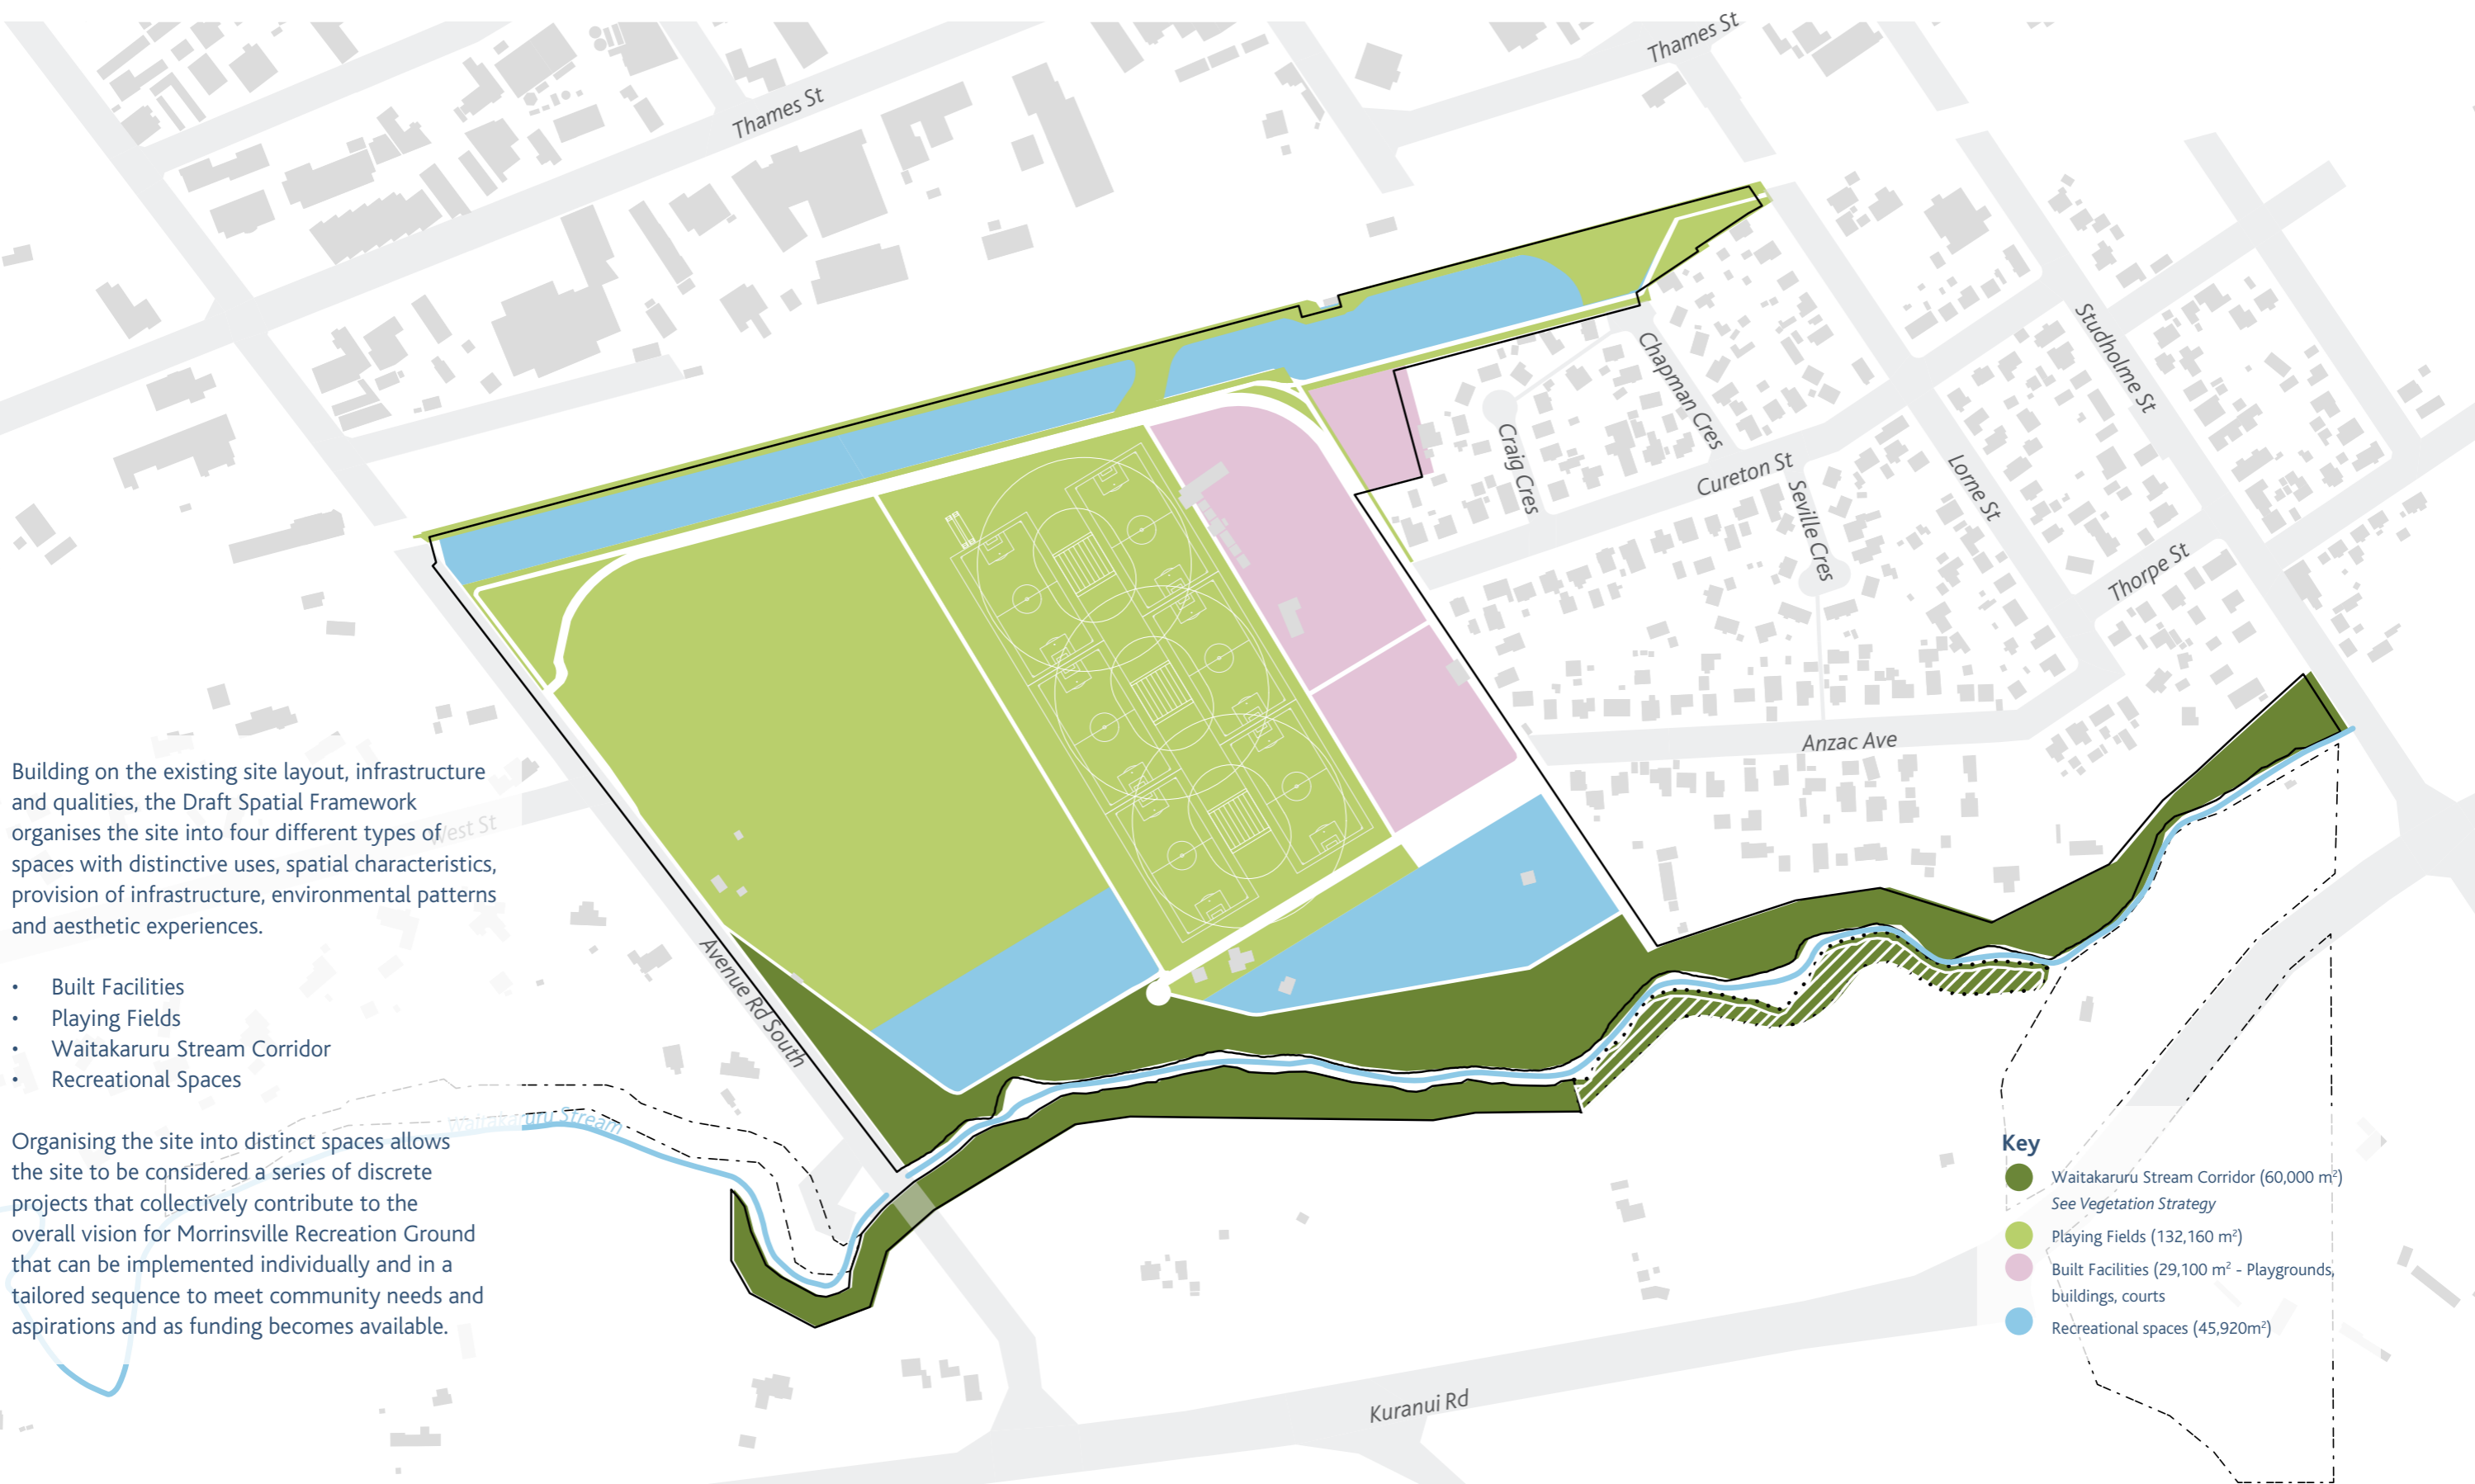 Thames St
Thames St
Studholme St
Chapman Cres
Craig Cres
Cureton St
Seville Cres
Lorne St
Thorpe St
Anzac Ave
West St
Avenue Rd South
Waitakaruru Stream
Kuranui Rd
Building on the existing site layout, infrastructure
and qualities, the Draft Spatial Framework
organises the site into four different types of
spaces with distinctive uses, spatial characteristics,
provision of infrastructure, environmental patterns
and aesthetic experiences.
• Built Facilities
• Playing Fields
• Waitakaruru Stream Corridor
• Recreational Spaces
Organising the site into distinct spaces allows
the site to be considered a series of discrete
projects that collectively contribute to the
overall vision for Morrinsville Recreation Ground
that can be implemented individually and in a
tailored sequence to meet community needs and
aspirations and as funding becomes available.
Key
Waitakaruru Stream Corridor (60,000 m²)
See Vegetation Strategy
Playing Fields (132,160 m²)
Built Facilities (29,100 m² - Playgrounds,
buildings, courts
Recreational spaces (45,920m²)